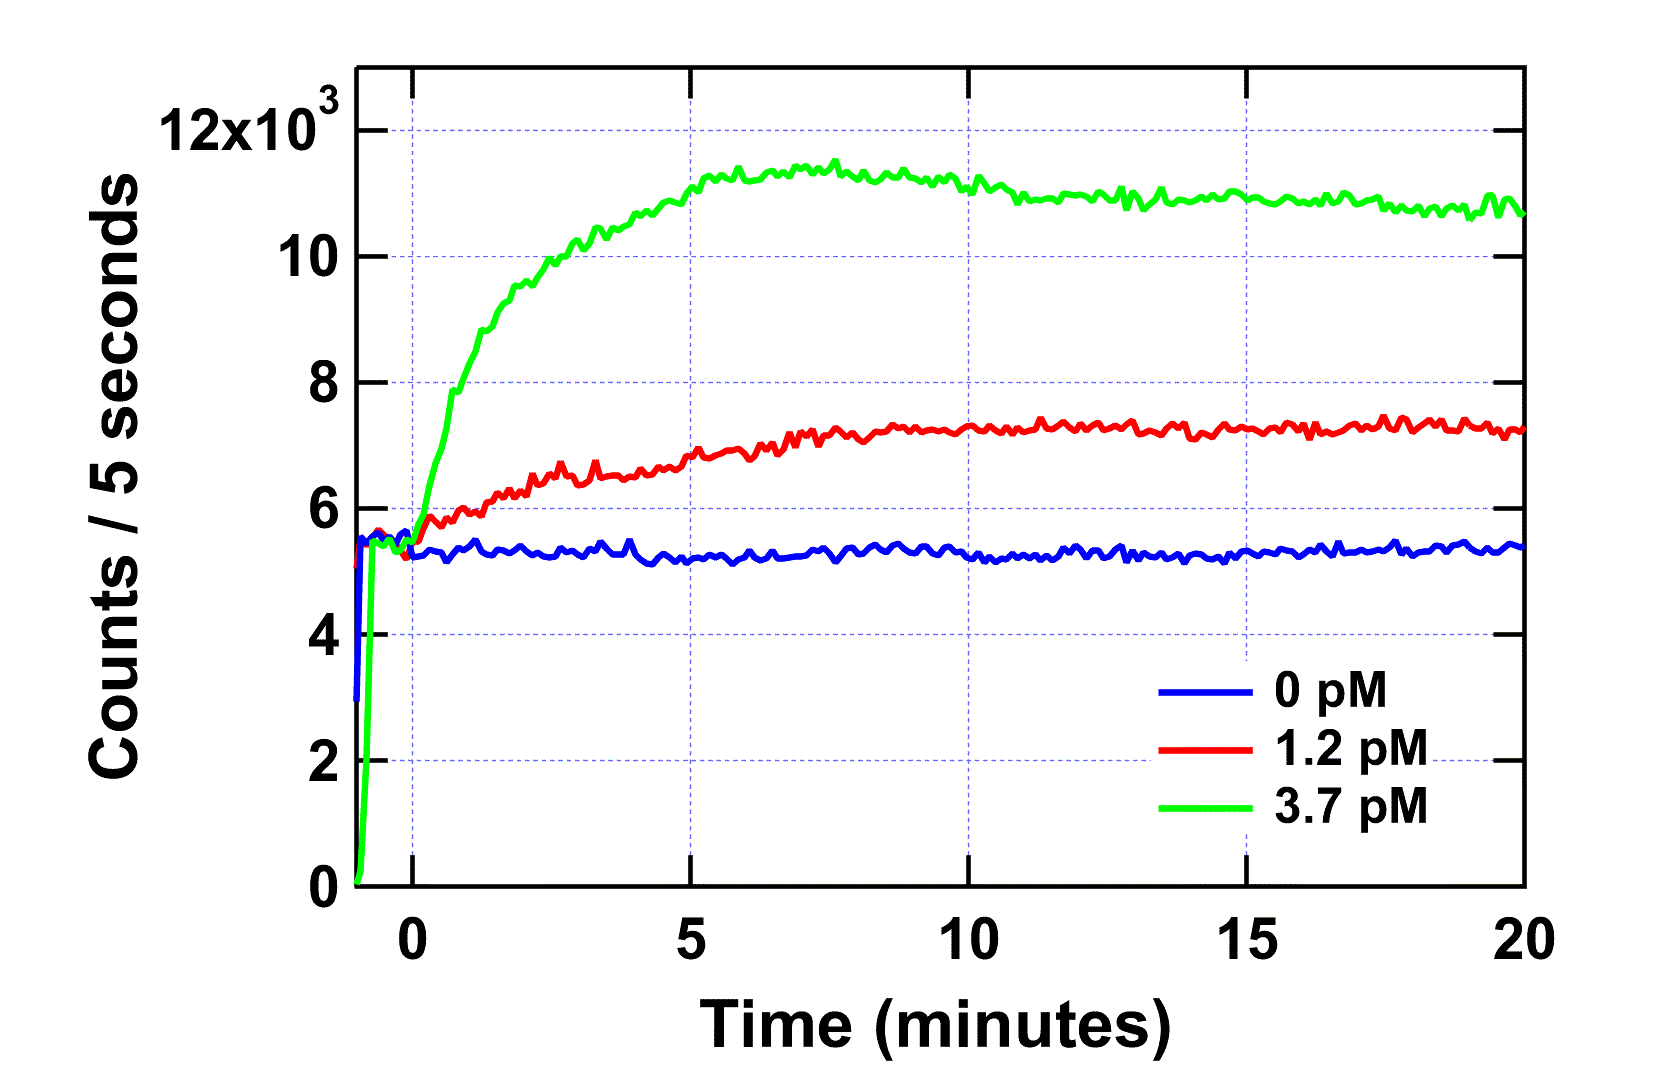 Counts / 5 seconds
12x10³
10
8
6
4
2
0
0 pM
1.2 pM
3.7 pM
0 5 10 15 20
Time (minutes)